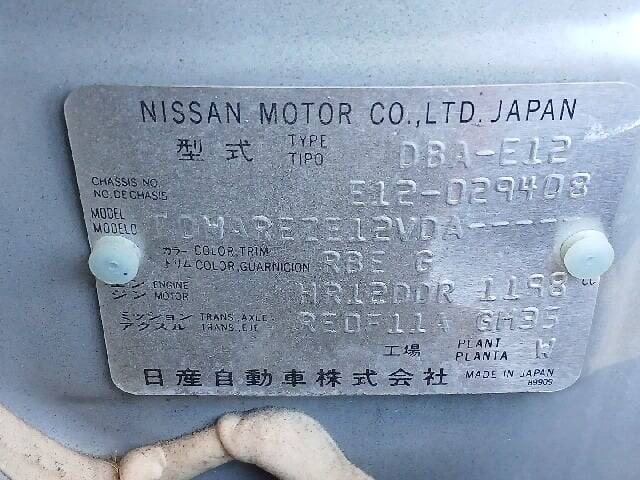 NISSAN MOTOR CO.,LTD. JAPAN
型式 TYPE TIPO DBA-E12
CHASSIS NO. NO.DE CHASIS E12-029408
MODEL MODELO DWAREZE12VDA-----
カラー トリム COLOR,TRIM COLOR,GUARNICION RBE G
エンジン ENGINE MOTOR HR12DDR 1198 cc
ミッション アクスル TRANS.,AXLE TRANS.,EJE RE0F11A GH35
工場 PLANT PLANTA W
日産自動車株式会社 MADE IN JAPAN
89909